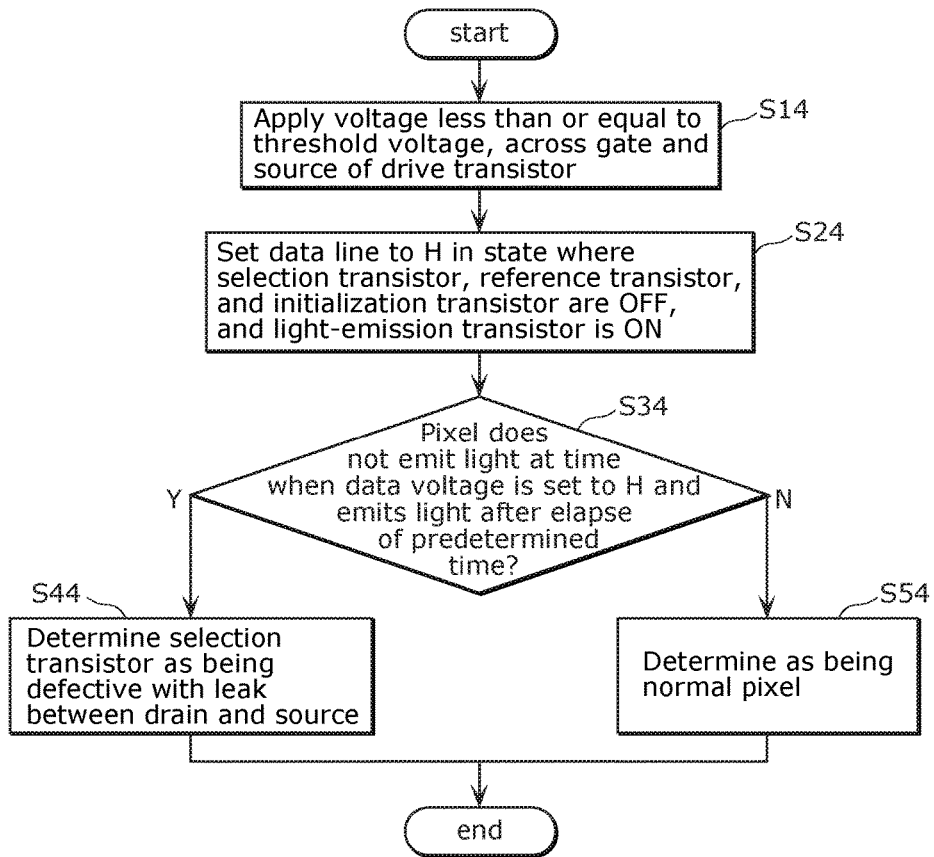 start
S14
Apply voltage less than or equal to
threshold voltage, across gate and
source of drive transistor
S24
Set data line to H in state where
selection transistor, reference transistor,
and initialization transistor are OFF,
and light-emission transistor is ON
S34
Pixel does
not emit light at time
when data voltage is set to H and
emits light after elapse
of predetermined
time?
Y
N
S44
Determine selection
transistor as being
defective with leak
between drain and source
S54
Determine as being
normal pixel
end